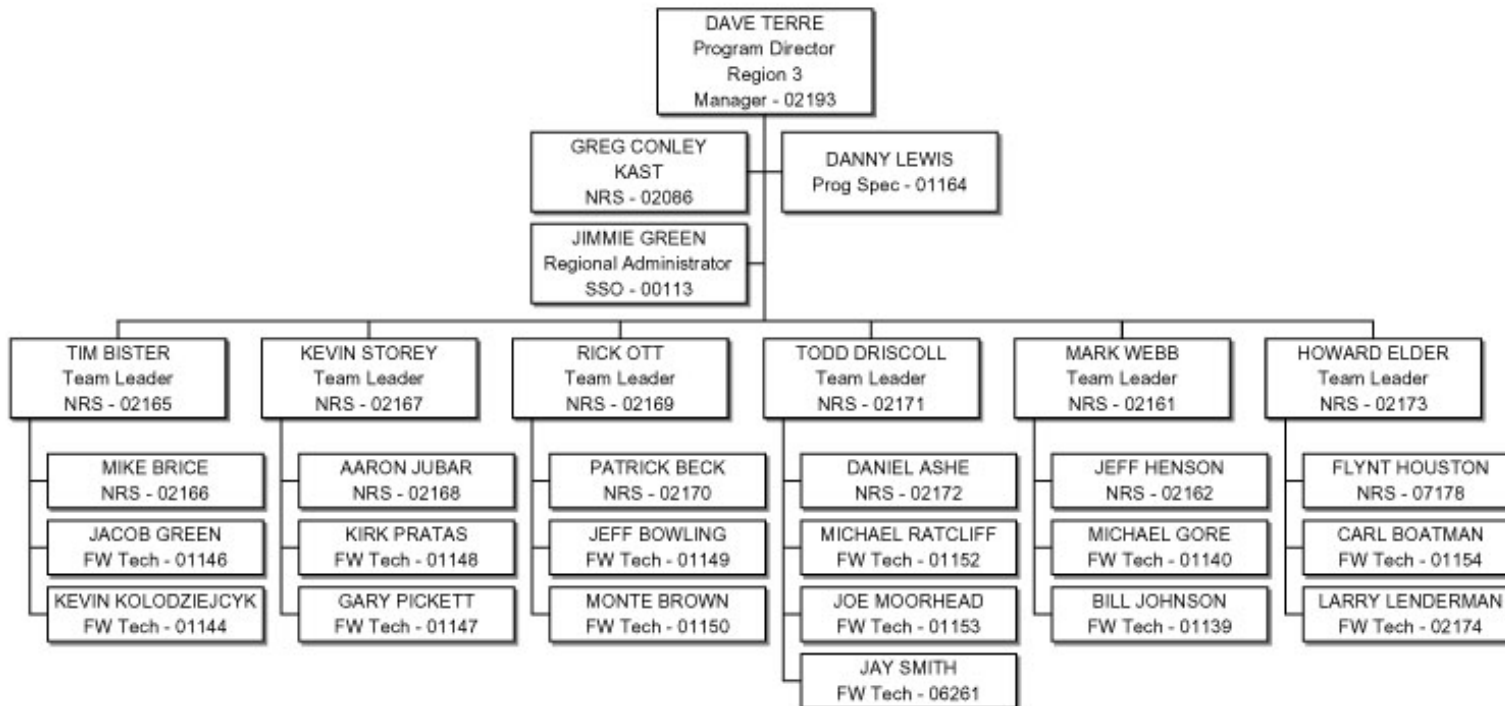 DAVE TERRE
Program Director
Region 3
Manager - 02193
GREG CONLEY
KAST
NRS - 02086
DANNY LEWIS
Prog Spec - 01164
JIMMIE GREEN
Regional Administrator
SSO - 00113
TIM BISTER
Team Leader
NRS - 02165
KEVIN STOREY
Team Leader
NRS - 02167
RICK OTT
Team Leader
NRS - 02169
TODD DRISCOLL
Team Leader
NRS - 02171
MARK WEBB
Team Leader
NRS - 02161
HOWARD ELDER
Team Leader
NRS - 02173
MIKE BRICE
NRS - 02166
JACOB GREEN
FW Tech - 01146
KEVIN KOLODZIEJCYK
FW Tech - 01144
AARON JUBAR
NRS - 02168
KIRK PRATAS
FW Tech - 01148
GARY PICKETT
FW Tech - 01147
PATRICK BECK
NRS - 02170
JEFF BOWLING
FW Tech - 01149
MONTE BROWN
FW Tech - 01150
DANIEL ASHE
NRS - 02172
MICHAEL RATCLIFF
FW Tech - 01152
JOE MOORHEAD
FW Tech - 01153
JAY SMITH
FW Tech - 06261
JEFF HENSON
NRS - 02162
MICHAEL GORE
FW Tech - 01140
BILL JOHNSON
FW Tech - 01139
FLYNT HOUSTON
NRS - 07178
CARL BOATMAN
FW Tech - 01154
LARRY LENDERMAN
FW Tech - 02174